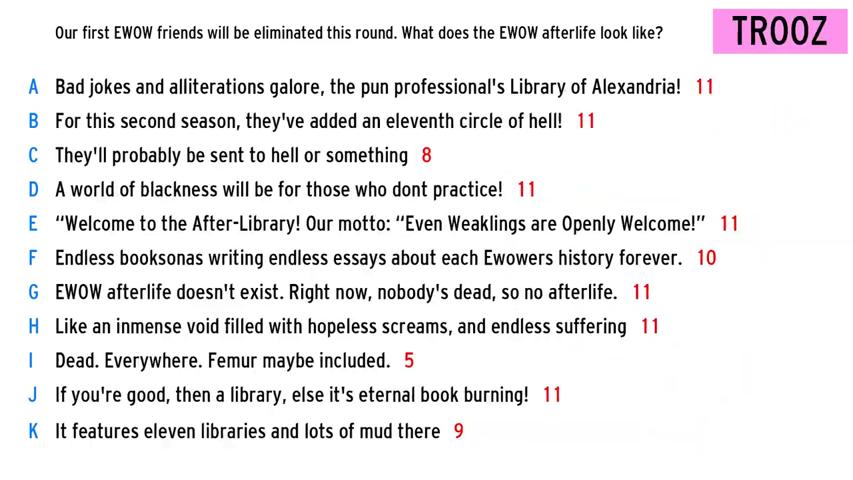 Our first EWOW friends will be eliminated this round. What does the EWOW afterlife look like?
TROOZ
A Bad jokes and alliterations galore, the pun professional's Library of Alexandria! 11
B For this second season, they've added an eleventh circle of hell! 11
C They'll probably be sent to hell or something 8
D A world of blackness will be for those who dont practice! 11
E “Welcome to the After-Library! Our motto: “Even Weaklings are Openly Welcome!” 11
F Endless booksonas writing endless essays about each Ewowers history forever. 10
G EWOW afterlife doesn't exist. Right now, nobody's dead, so no afterlife. 11
H Like an inmense void filled with hopeless screams, and endless suffering 11
I Dead. Everywhere. Femur maybe included. 5
J If you're good, then a library, else it's eternal book burning! 11
K It features eleven libraries and lots of mud there 9